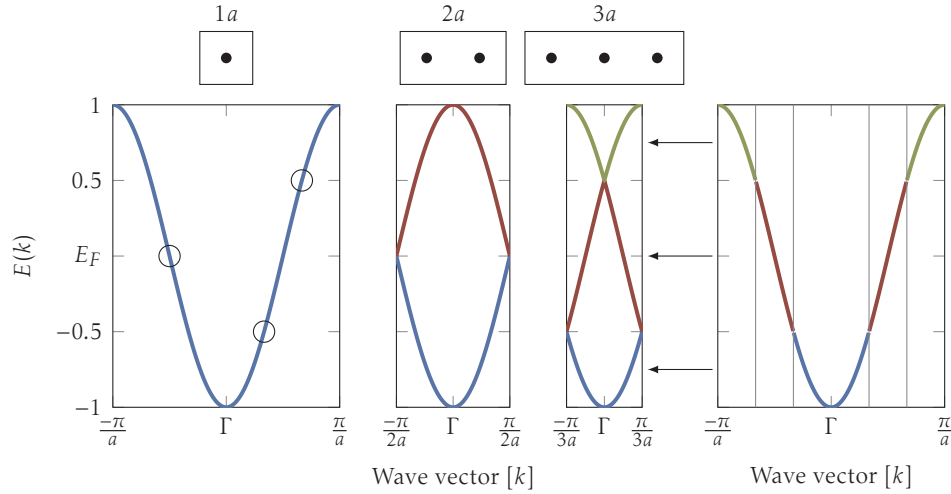 1a 2a 3a
1
0.5
E_F
−0.5
−1
E(k)
−π/a Γ π/a −π/2a Γ π/2a −π/3a Γ π/3a −π/a Γ π/a
Wave vector [k] Wave vector [k]